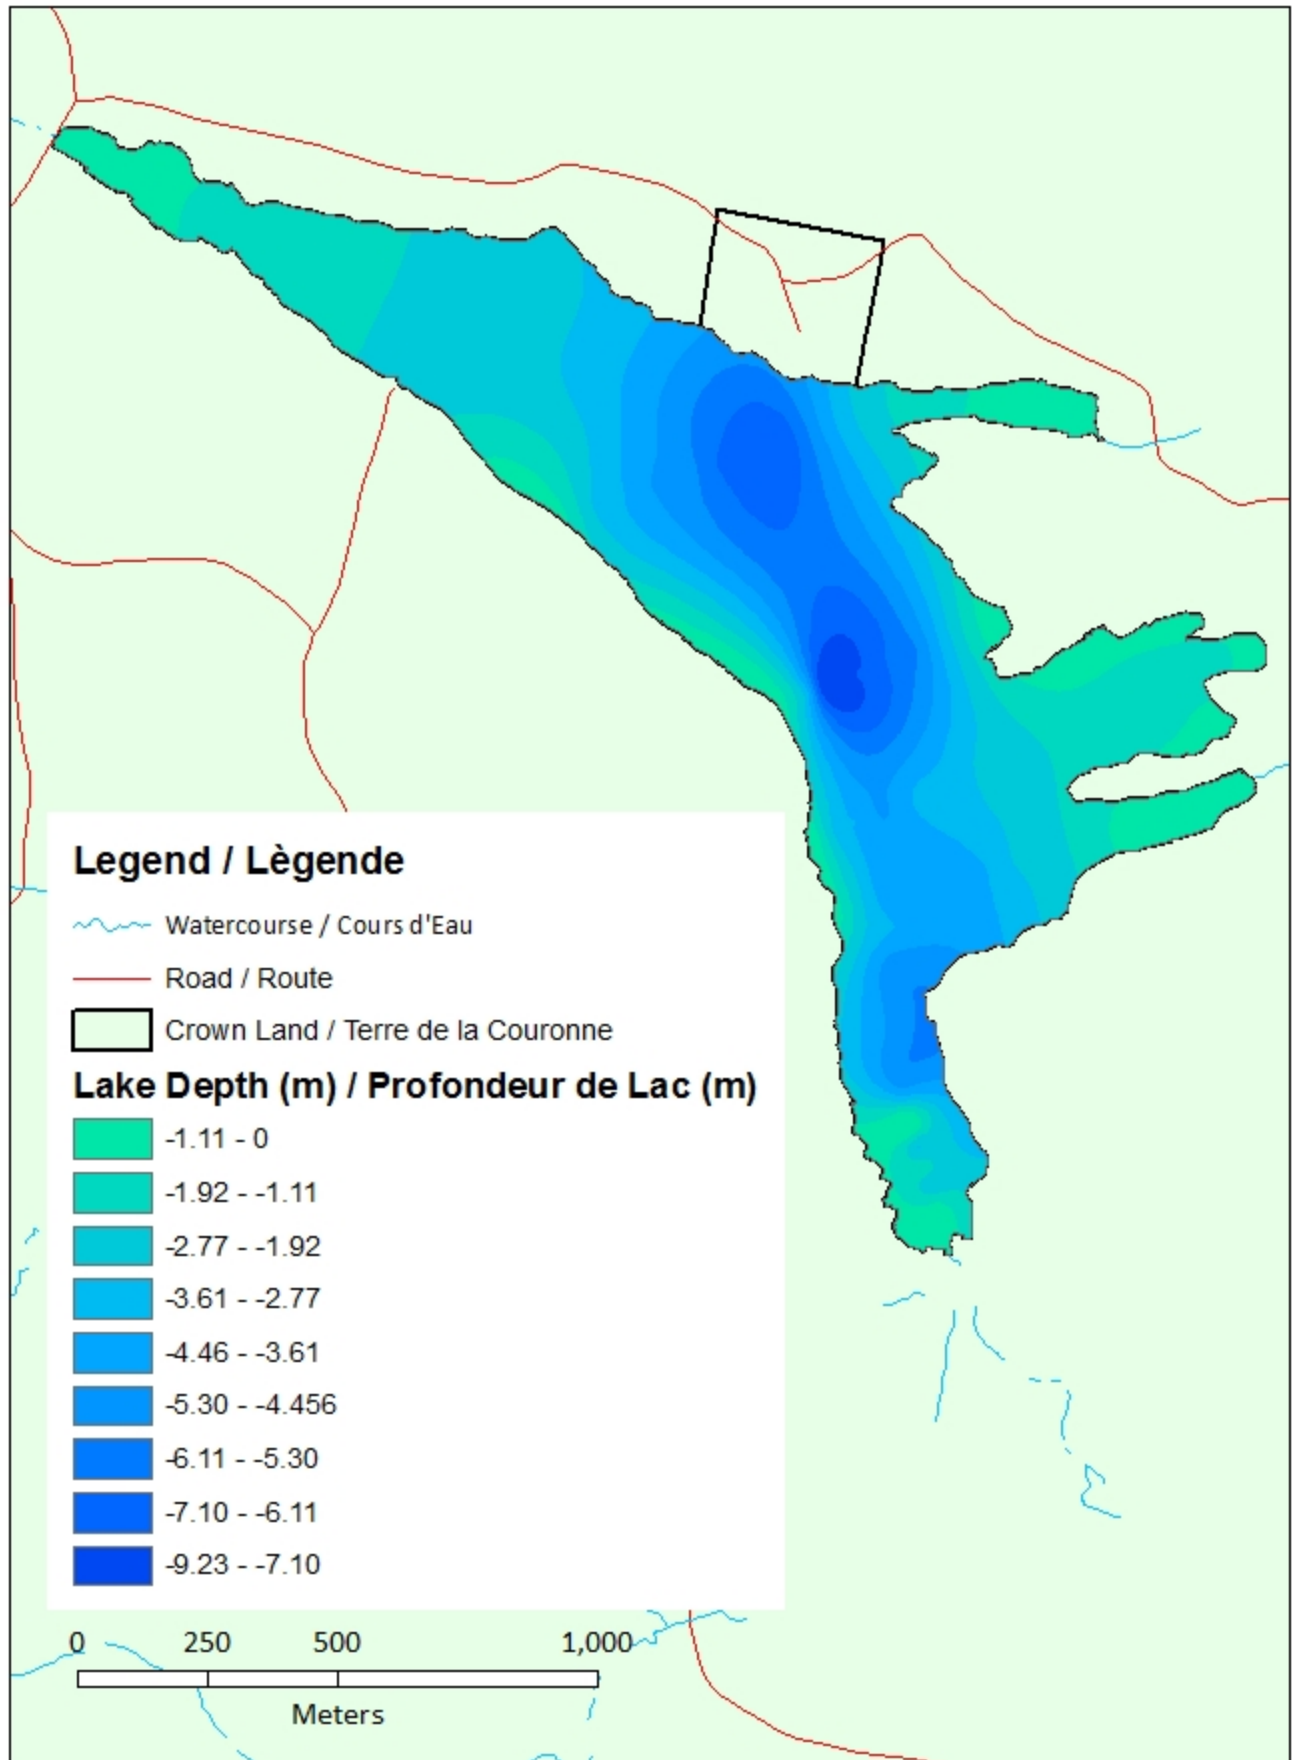 Legend / Lègende
Watercourse / Cours d'Eau
Road / Route
Crown Land / Terre de la Couronne
Lake Depth (m) / Profondeur de Lac (m)
-1.11 - 0
-1.92 - -1.11
-2.77 - -1.92
-3.61 - -2.77
-4.46 - -3.61
-5.30 - -4.456
-6.11 - -5.30
-7.10 - -6.11
-9.23 - -7.10
0 250 500 1,000
Meters